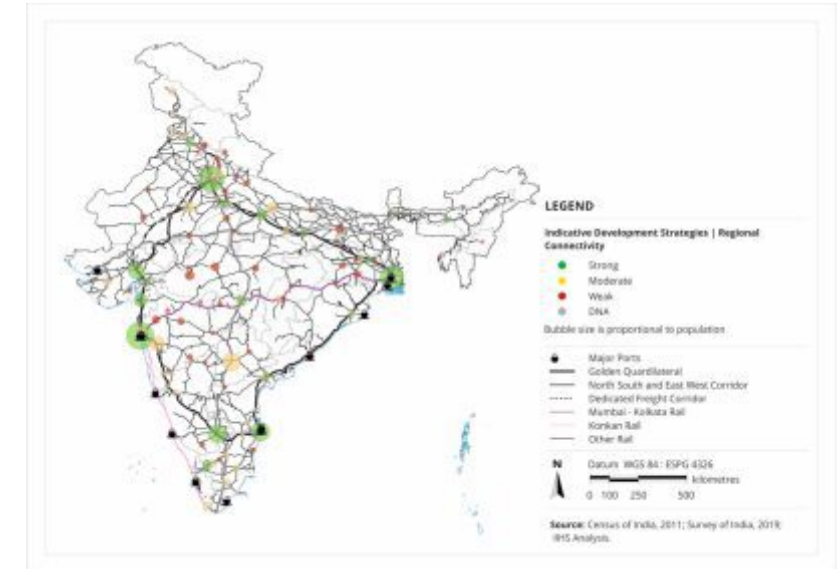 LEGEND
Indicative Development Strategies | Regional
Connectivity
Strong
Moderate
Weak
DNA
Bubble size is proportional to population
Major Ports
Golden Quardilateral
North South and East West Corridor
Dedicated Freight Corridor
Mumbai - Kolkata Rail
Konkan Rail
Other Rail
N
Datum WGS 84 : ESPG 4326
kilometres
0 100 250 500
Source: Census of India, 2011; Survey of India, 2019;
IIHS Analysis.